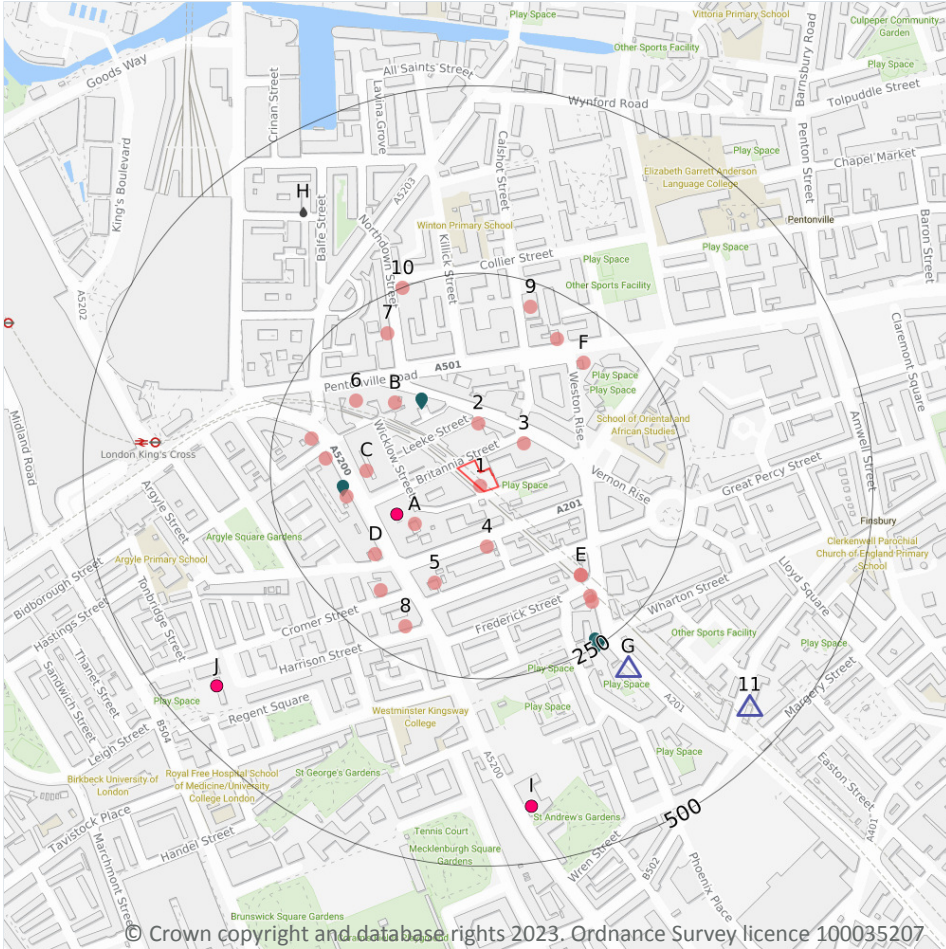 Play Space
Vittoria Primary School
Culpeper Community
Garden
Other Sports Facility
Play Space
Goods Way
All Saints Street
Barnsbury Road
Tolpuddle Street
Crinan Street
Lavina Grove
Wynford Road
King's Boulevard
Calshot Street
Penton Street
Play Space
Chapel Market
Elizabeth Garrett Anderson
Language College
H
A5203
Balfe Street
Northdown Street
Winton Primary School
Killick Street
Pentonville
Baron Street
Play Space
Collier Street
Play Space
10
Other Sports Facility
9
A5202
7
F
A501
Pentonville Road
Claremont Square
Play Space
Play Space
6
B
Weston Rise
2
School of Oriental and
African Studies
Amwell Street
Midland Road
London King's Cross
Leeke Street
3
A5200
Wicklow Street
C
Britannia Street
1
Great Percy Street
Vernon Rise
Play Space
Argyle Street
A
A201
Finsbury
Argyle Square Gardens
4
Clerkenwell Parochial
Church of England Primary
School
Argyle Primary School
D
E
5
Lloyd Square
Bidborough Street
Tonbridge Street
Wharton Street
8
Frederick Street
Hastings Street
Cromer Street
Other Sports Facility
Play Space
Thanet Street
Harrison Street
250
G
Sandwich Street
J
Play Space
Play Space
11
Play Space
Margery Street
Regent Square
A201
Play Space
Westminster Kingsway
College
B504
Leigh Street
A5200
Play Space
Easton Street
Birkbeck University of
London
Royal Free Hospital School
of Medicine/University
College London
St George's Gardens
I
500
St Andrew's Gardens
Tavistock Place
Tennis Court
A401
Handel Street
Mecklenburgh Square
Gardens
Wren Street
B502
Marchmont Street
Phoenix Place
Brunswick Square Gardens
© Crown copyright and database rights 2023. Ordnance Survey licence 100035207